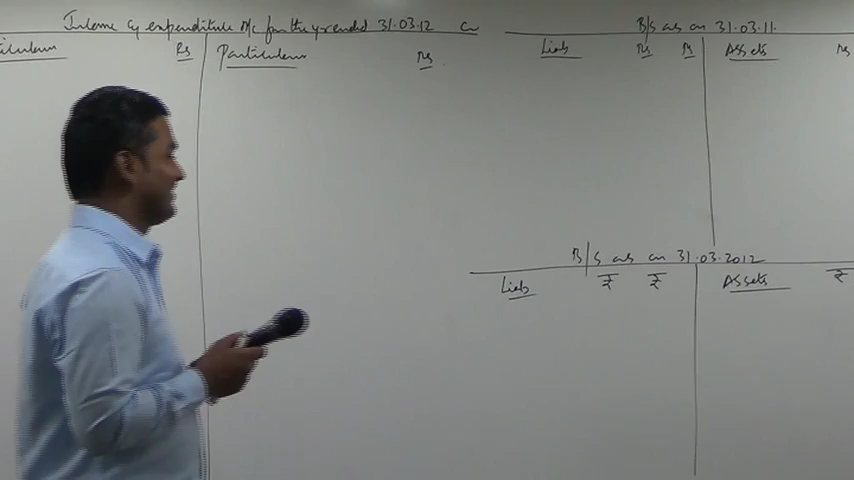 Income & expenditure A/c for the yr ended 31.03.12 Cr
Rs Particulars Rs
B/S as on 31.03.11.
Liab Rs Rs Assets Rs
B/S as on 31.03.2012
Liab ₹ ₹ Assets ₹